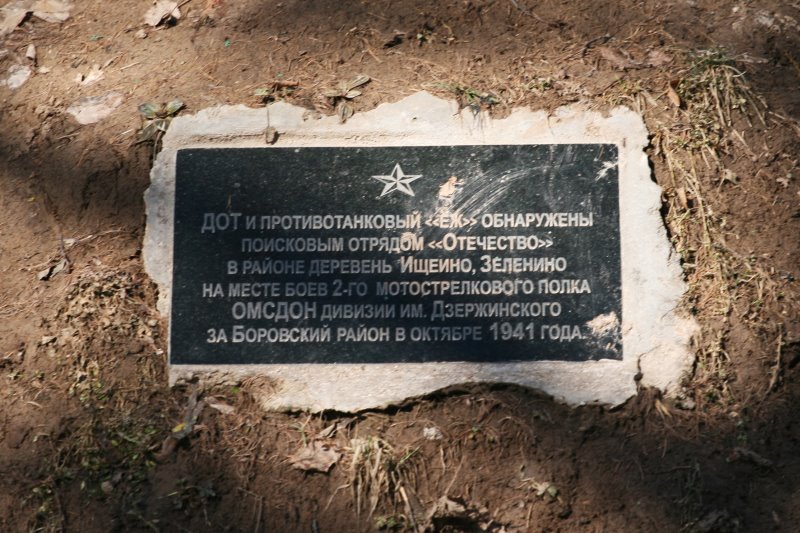 ДОТ И ПРОТИВОТАНКОВЫЙ «ЕЖ» ОБНАРУЖЕНЫ
ПОИСКОВЫМ ОТРЯДОМ «ОТЕЧЕСТВО»
В РАЙОНЕ ДЕРЕВЕНЬ ИЩЕИНО, ЗЕЛЕНИНО
НА МЕСТЕ БОЕВ 2-ГО МОТОСТРЕЛКОВОГО ПОЛКА
ОМСДОН ДИВИЗИИ ИМ. ДЗЕРЖИНСКОГО
ЗА БОРОВСКИЙ РАЙОН В ОКТЯБРЕ 1941 ГОДА.